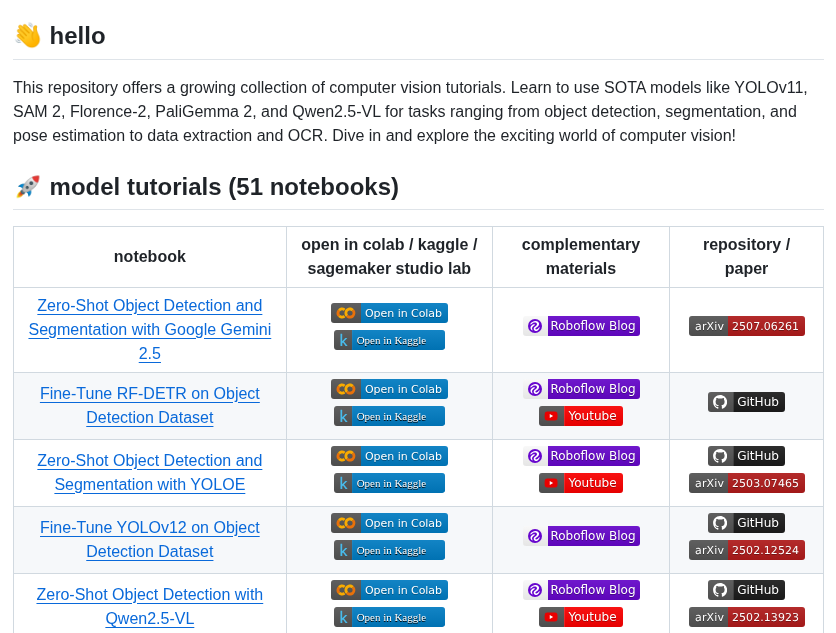 👋 hello
This repository offers a growing collection of computer vision tutorials. Learn to use SOTA models like YOLOv11,
SAM 2, Florence-2, PaliGemma 2, and Qwen2.5-VL for tasks ranging from object detection, segmentation, and
pose estimation to data extraction and OCR. Dive in and explore the exciting world of computer vision!
🚀 model tutorials (51 notebooks)
notebook
open in colab / kaggle /
sagemaker studio lab
complementary
materials
repository /
paper
Zero-Shot Object Detection and
Segmentation with Google Gemini
2.5
Open in Colab
k Open in Kaggle
Roboflow Blog
arXiv 2507.06261
Fine-Tune RF-DETR on Object
Detection Dataset
Open in Colab
k Open in Kaggle
Roboflow Blog
Youtube
GitHub
Zero-Shot Object Detection and
Segmentation with YOLOE
Open in Colab
k Open in Kaggle
Roboflow Blog
Youtube
GitHub
arXiv 2503.07465
Fine-Tune YOLOv12 on Object
Detection Dataset
Open in Colab
k Open in Kaggle
Roboflow Blog
GitHub
arXiv 2502.12524
Zero-Shot Object Detection with
Qwen2.5-VL
Open in Colab
k Open in Kaggle
Roboflow Blog
Youtube
GitHub
arXiv 2502.13923